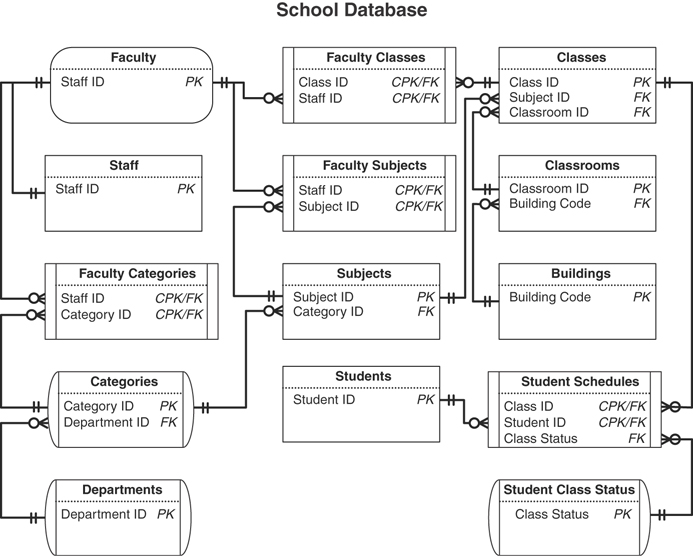 School Database
Faculty
Staff ID PK
Faculty Classes
Class ID CPK/FK
Staff ID CPK/FK
Classes
Class ID PK
Subject ID FK
Classroom ID FK
Staff
Staff ID PK
Faculty Subjects
Staff ID CPK/FK
Subject ID CPK/FK
Classrooms
Classroom ID PK
Building Code FK
Faculty Categories
Staff ID CPK/FK
Category ID CPK/FK
Subjects
Subject ID PK
Category ID FK
Buildings
Building Code PK
Categories
Category ID PK
Department ID FK
Students
Student ID PK
Student Schedules
Class ID CPK/FK
Student ID CPK/FK
Class Status FK
Departments
Department ID PK
Student Class Status
Class Status PK